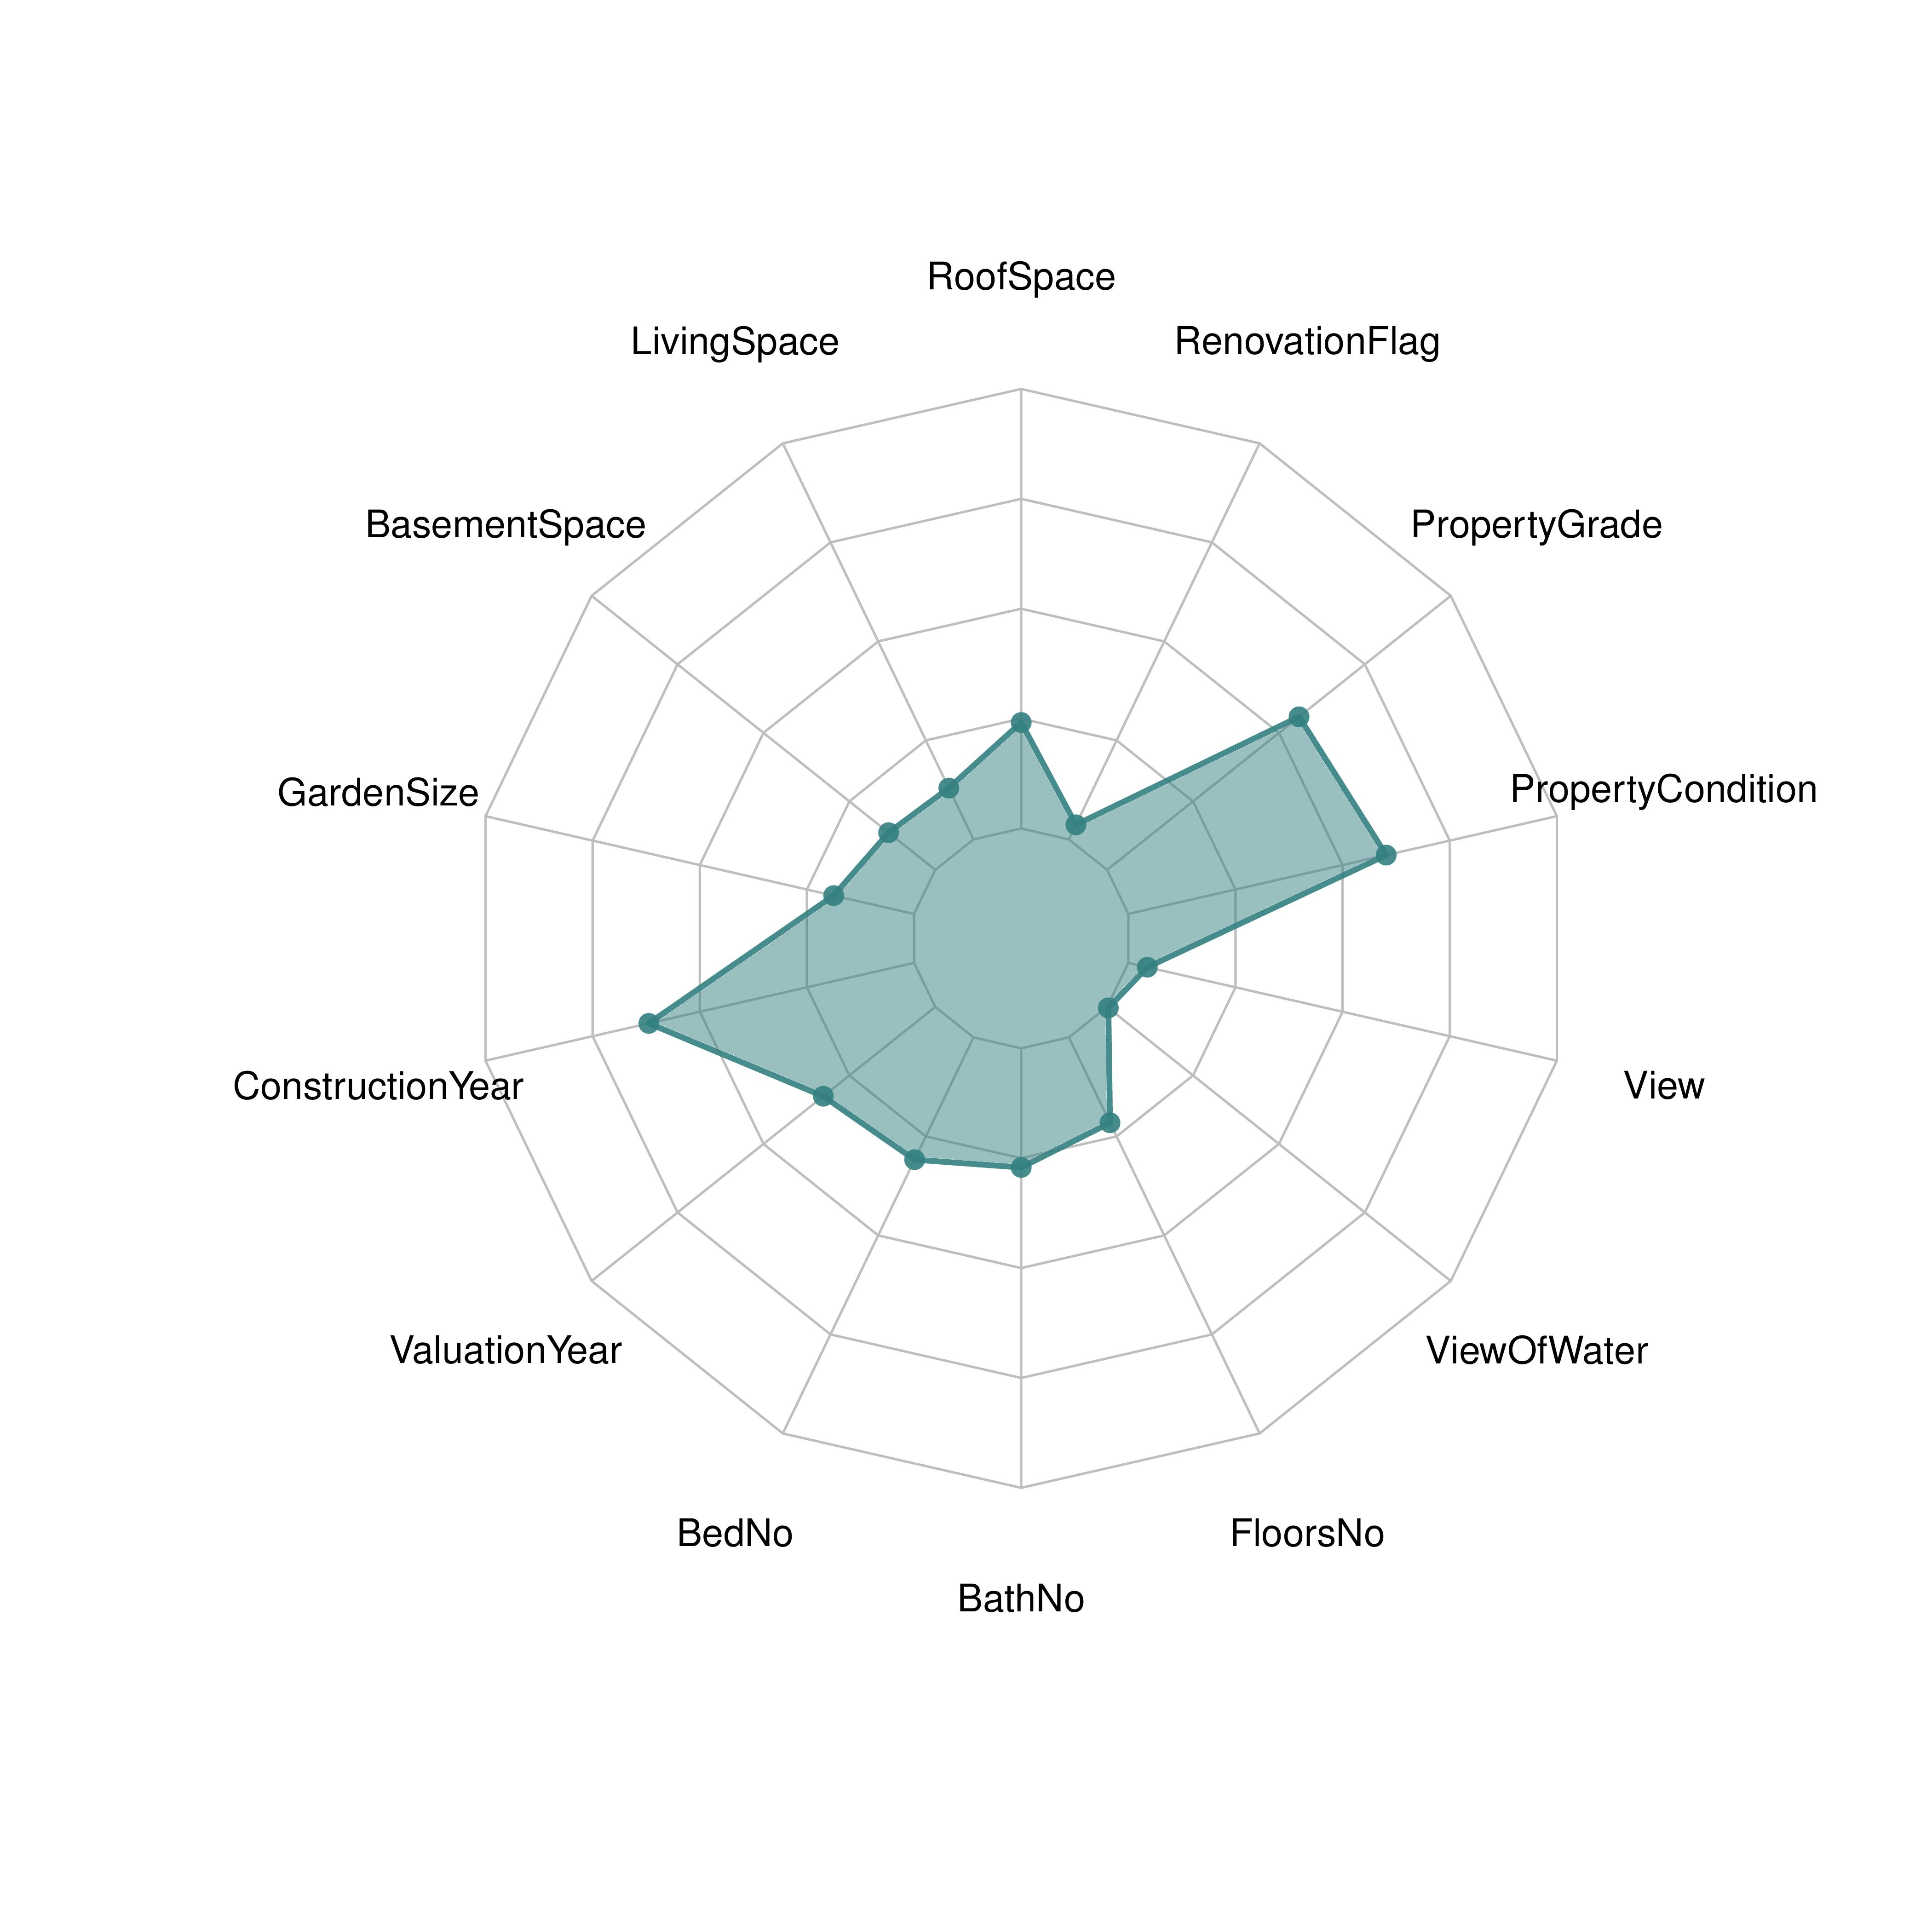 RoofSpace
LivingSpace
RenovationFlag
BasementSpace
PropertyGrade
GardenSize
PropertyCondition
ConstructionYear
View
ValuationYear
ViewOfWater
BedNo
FloorsNo
BathNo